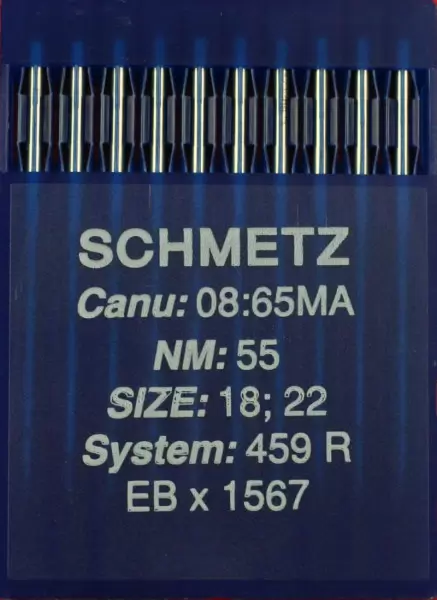 SCHMETZ
Canu: 08:65MA
NM: 55
SIZE: 18; 22
System: 459 R
EB x 1567